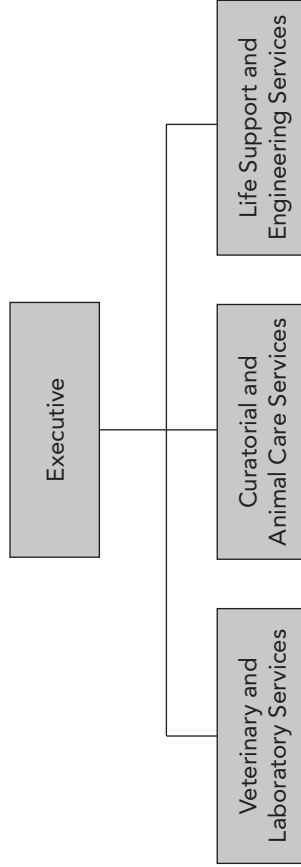 Executive
Veterinary and
Laboratory Services
Curatorial and
Animal Care Services
Life Support and
Engineering Services